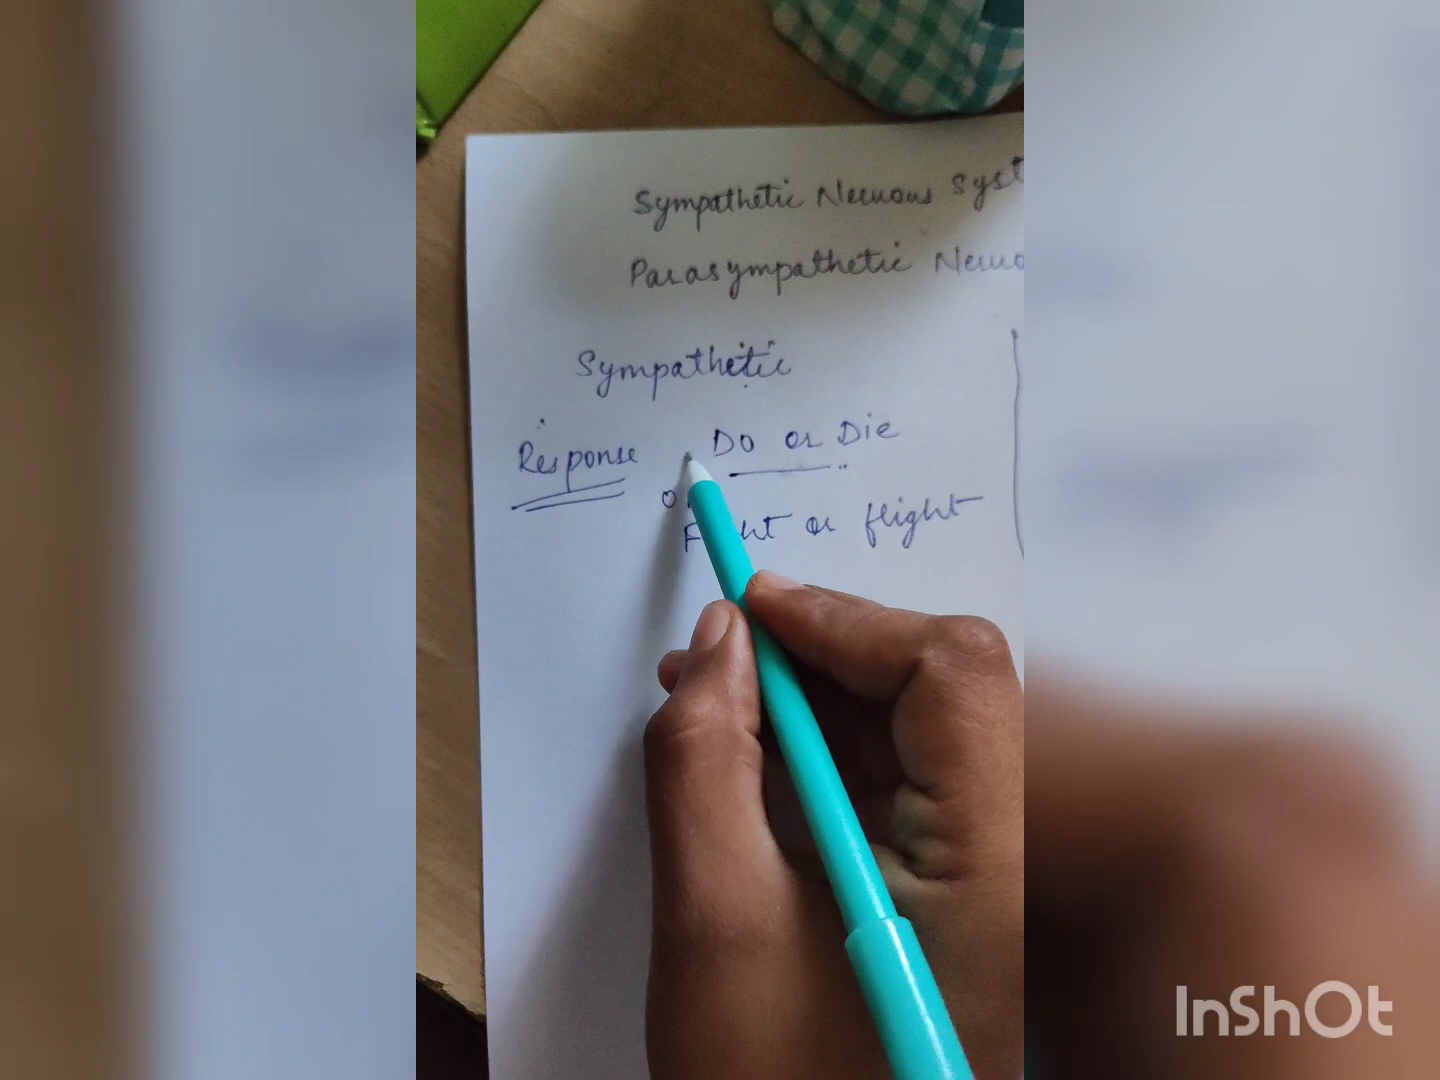 Sympathetic Nervous Syst
Parasympathetic Nervo
Sympathetic
Response Do or Die
or
Fight or flight
InShOt